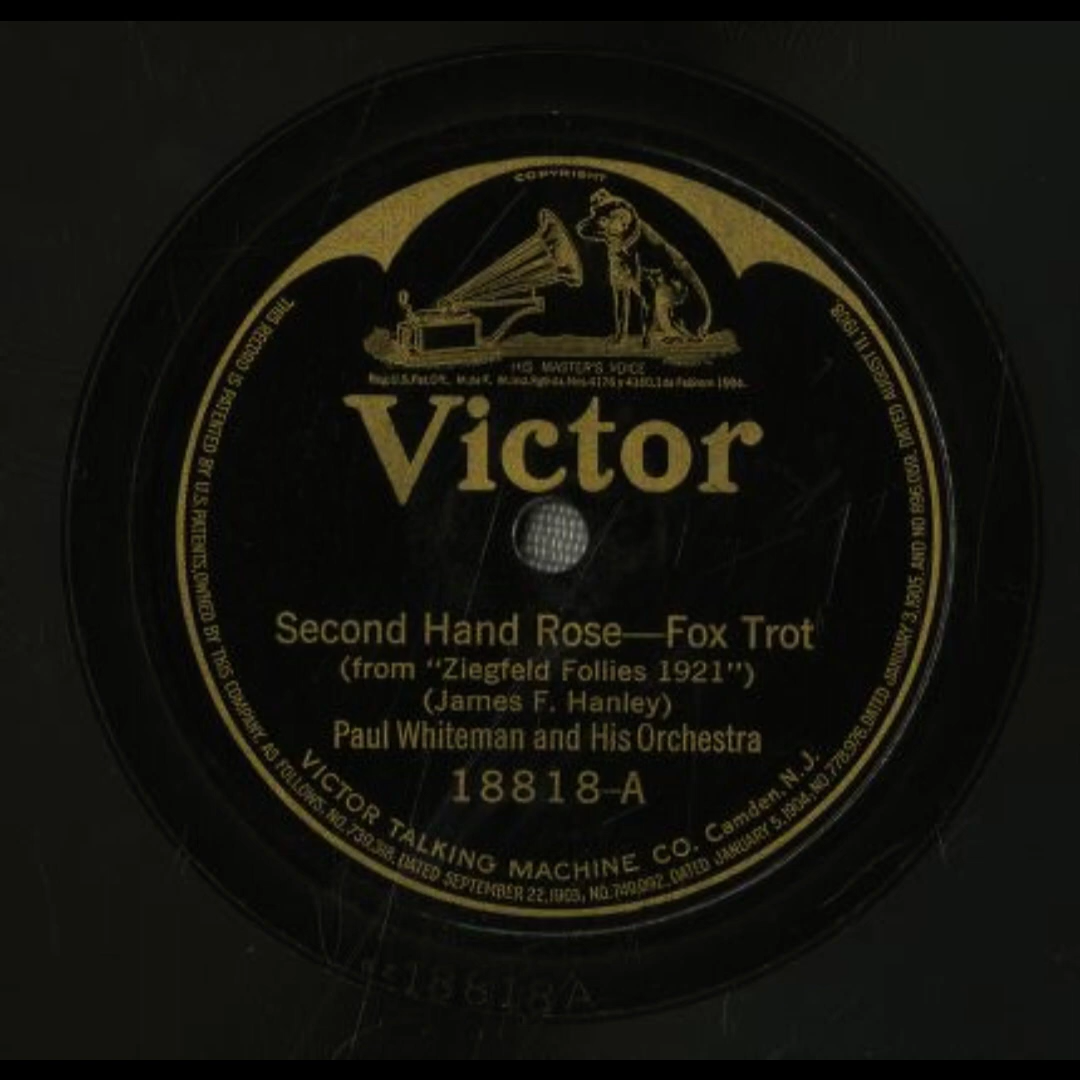 COPYRIGHT
HIS MASTER'S VOICE
Reg. U.S. Pat. Off.
Victor
Second Hand Rose—Fox Trot
(from "Ziegfeld Follies 1921")
(James F. Hanley)
Paul Whiteman and His Orchestra
18818-A
VICTOR TALKING MACHINE CO. Camden, N.J.
THIS RECORD IS PATENTED BY U.S. PATENTS, OWNED BY THIS COMPANY, AS FOLLOWS, NO. 739,318, DATED SEPTEMBER 22, 1903, NO. 749,092, DATED JANUARY 5, 1904, NO. 778,976, DATED JANUARY 3, 1905, AND NO 896,059, DATED AUGUST 11, 1908.
18818A